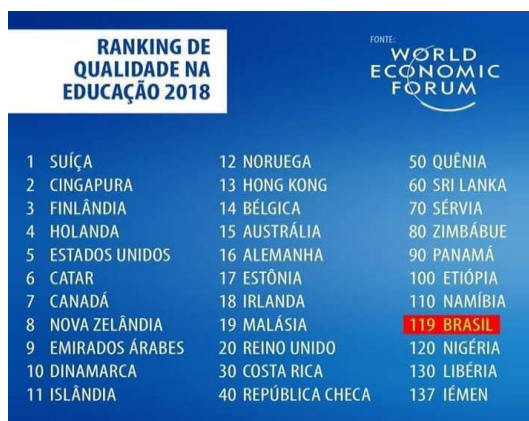 RANKING DE
QUALIDADE NA
EDUCAÇÃO 2018
FONTE:
WORLD
ECONOMIC
FORUM
1 SUÍÇA
2 CINGAPURA
3 FINLÂNDIA
4 HOLANDA
5 ESTADOS UNIDOS
6 CATAR
7 CANADÁ
8 NOVA ZELÂNDIA
9 EMIRADOS ÁRABES
10 DINAMARCA
11 ISLÂNDIA
12 NORUEGA
13 HONG KONG
14 BÉLGICA
15 AUSTRÁLIA
16 ALEMANHA
17 ESTÔNIA
18 IRLANDA
19 MALÁSIA
20 REINO UNIDO
30 COSTA RICA
40 REPÚBLICA CHECA
50 QUÊNIA
60 SRI LANKA
70 SÉRVIA
80 ZIMBÁBUE
90 PANAMÁ
100 ETIÓPIA
110 NAMÍBIA
119 BRASIL
120 NIGÉRIA
130 LIBÉRIA
137 IÉMEN